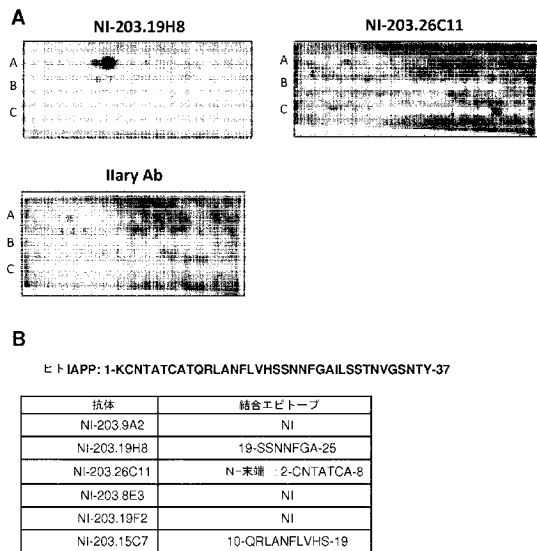 A
NI-203.19H8
NI-203.26C11
A
B
C
A
B
C
IIary Ab
A
B
C
B
ヒトIAPP: 1-KCNTATCATQRLANFLVHSSNNFGAILSSTNVGSNTY-37
抗体 結合エピトープ
NI-203.9A2 NI
NI-203.19H8 19-SSNNFGA-25
NI-203.26C11 N-末端 :2-CNTATCA-8
NI-203.8E3 NI
NI-203.19F2 NI
NI-203.15C7 10-QRLANFLVHS-19